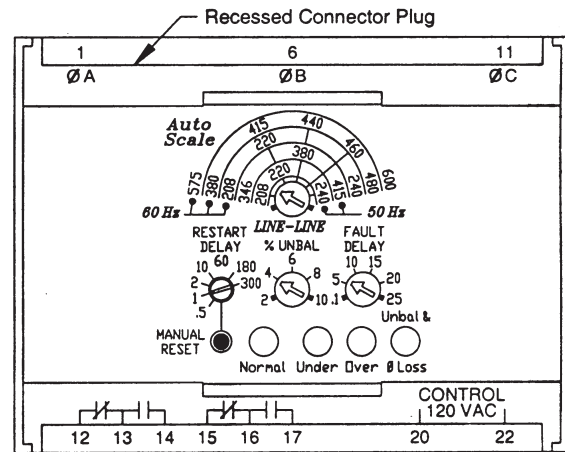 Recessed Connector Plug
1 6 11
ØA ØB ØC
Auto
Scale
415 440
220 460
380
220
575 380 208 346 208 240 415 240 480 600
60 Hz LINE-LINE 50 Hz
RESTART
DELAY
% UNBAL
FAULT
DELAY
60
10 180
2 300
1
.5
6
4 8
2 10
10 15
5 20
.1 25
Unbal &
MANUAL
RESET
Normal Under Over Ø Loss
CONTROL
120 VAC
12 13 14 15 16 17 20 22